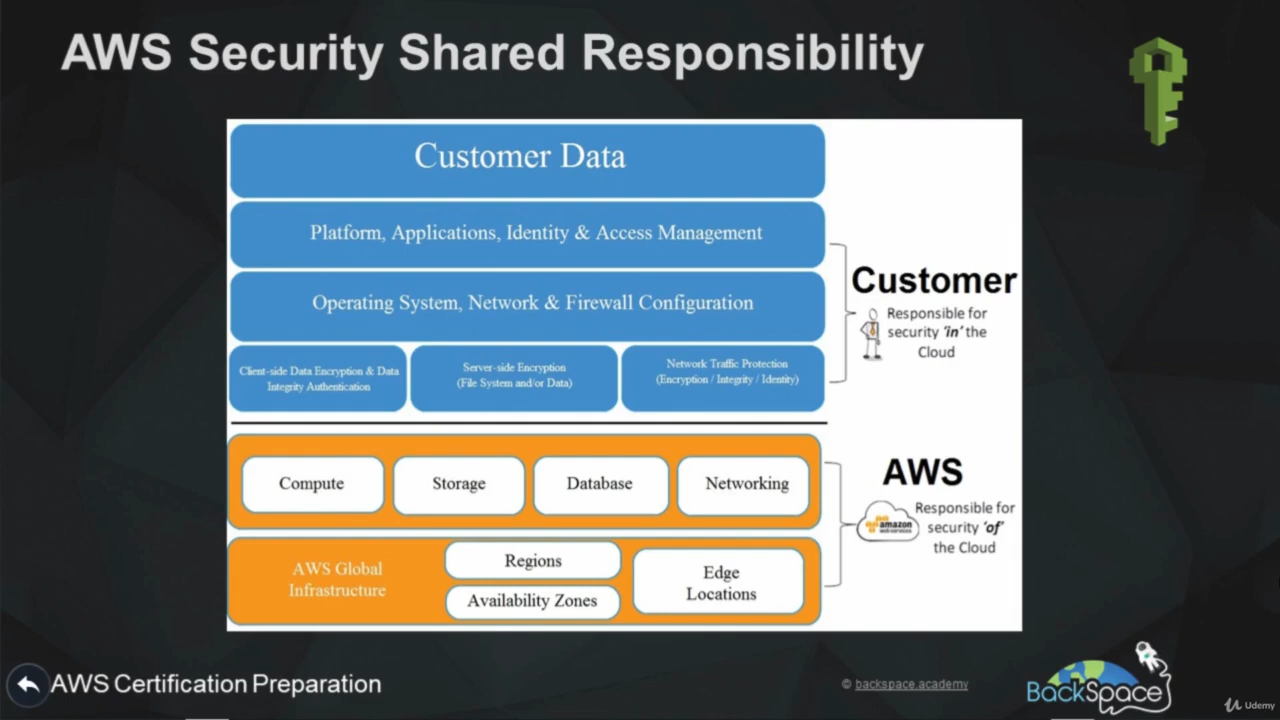 AWS Security Shared Responsibility
Customer Data
Platform, Applications, Identity & Access Management
Operating System, Network & Firewall Configuration
Client-side Data Encryption & Data
Integrity Authentication
Server-side Encryption
(File System and/or Data)
Network Traffic Protection
(Encryption / Integrity / Identity)
Customer
Responsible for
security 'in' the
Cloud
Compute
Storage
Database
Networking
AWS
amazon
web services
Responsible for
security 'of'
the Cloud
AWS Global
Infrastructure
Regions
Availability Zones
Edge
Locations
AWS Certification Preparation
© backspace.academy
BackSpace
Udemy